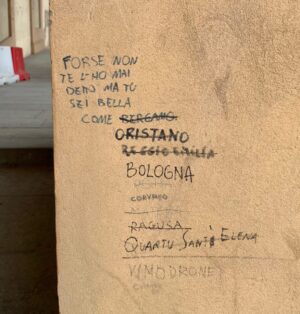 FORSE NON
TE L'HO MAI
DETTO MA TU
SEI BELLA
COME BERGAMO
ORISTANO
REGGIO EMILIA
BOLOGNA
RAGUSA
QUARTU SANT'ELENA
VIMODRONE